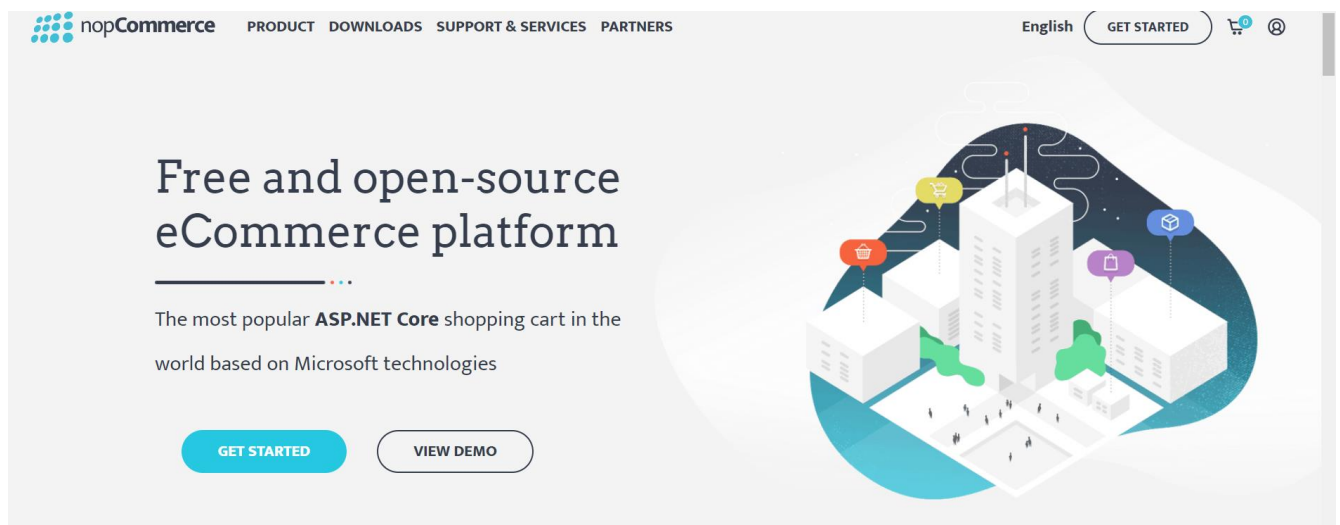 nopCommerce PRODUCT DOWNLOADS SUPPORT & SERVICES PARTNERS English GET STARTED 0
Free and open-source
eCommerce platform
The most popular ASP.NET Core shopping cart in the
world based on Microsoft technologies
GET STARTED VIEW DEMO